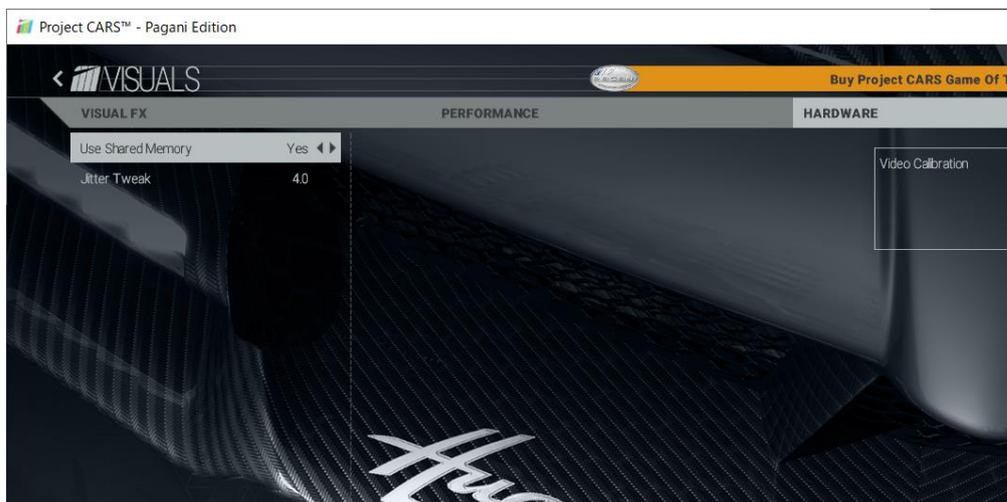 Project CARS™ - Pagani Edition
VISUALS
Buy Project CARS Game Of T
VISUAL FX
PERFORMANCE
HARDWARE
Use Shared Memory Yes
Video Calibration
Jitter Tweak 4.0
Hua